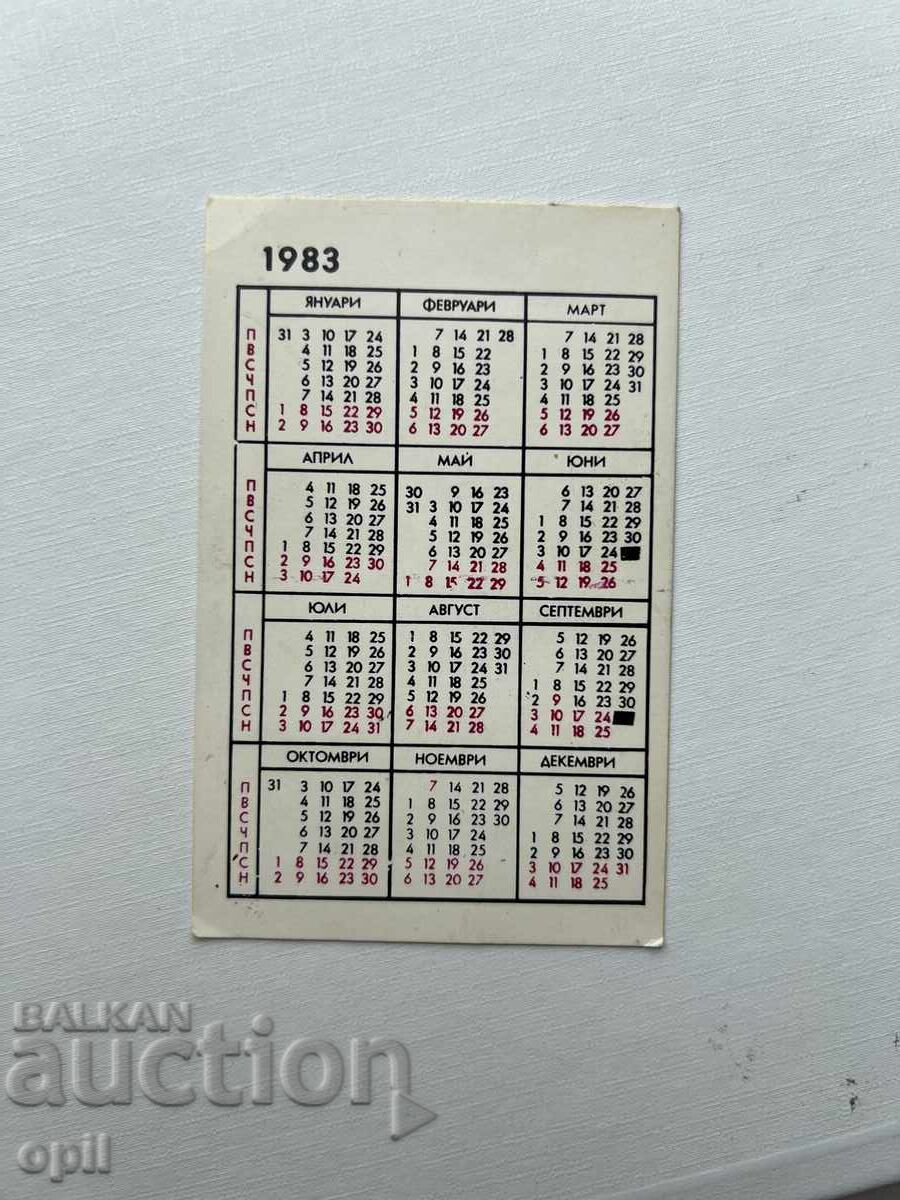 1983
ЯНУАРИ ФЕВРУАРИ МАРТ
П 31 3 10 17 24 7 14 21 28 7 14 21 28
В 4 11 18 25 1 8 15 22 1 8 15 22 29
С 5 12 19 26 2 9 16 23 2 9 16 23 30
Ч 6 13 20 27 3 10 17 24 3 10 17 24 31
П 7 14 21 28 4 11 18 25 4 11 18 25
С 1 8 15 22 29 5 12 19 26 5 12 19 26
Н 2 9 16 23 30 6 13 20 27 6 13 20 27
АПРИЛ МАЙ ЮНИ
П 4 11 18 25 30 9 16 23 6 13 20 27
В 5 12 19 26 31 3 10 17 24 7 14 21 28
С 6 13 20 27 4 11 18 25 1 8 15 22 29
Ч 7 14 21 28 5 12 19 26 2 9 16 23 30
П 1 8 15 22 29 6 13 20 27 3 10 17 24
С 2 9 16 23 30 7 14 21 28 4 11 18 25
Н 3 10 17 24 1 8 15 22 29 5 12 19 26
ЮЛИ АВГУСТ СЕПТЕМВРИ
П 4 11 18 25 1 8 15 22 29 5 12 19 26
В 5 12 19 26 2 9 16 23 30 6 13 20 27
С 6 13 20 27 3 10 17 24 31 7 14 21 28
Ч 7 14 21 28 4 11 18 25 1 8 15 22 29
П 1 8 15 22 29 5 12 19 26 2 9 16 23 30
С 2 9 16 23 30 6 13 20 27 3 10 17 24
Н 3 10 17 24 31 7 14 21 28 4 11 18 25
ОКТОМВРИ НОЕМВРИ ДЕКЕМВРИ
П 31 3 10 17 24 7 14 21 28 5 12 19 26
В 4 11 18 25 1 8 15 22 29 6 13 20 27
С 5 12 19 26 2 9 16 23 30 7 14 21 28
Ч 6 13 20 27 3 10 17 24 1 8 15 22 29
П 7 14 21 28 4 11 18 25 2 9 16 23 30
С 1 8 15 22 29 5 12 19 26 3 10 17 24 31
Н 2 9 16 23 30 6 13 20 27 4 11 18 25
BALKAN
auction
opil